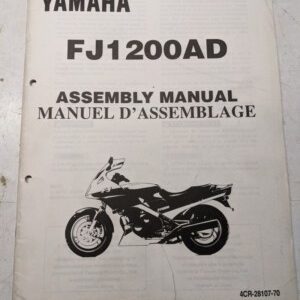 YAMAHA
FJ1200AD
ASSEMBLY MANUAL
MANUEL D'ASSEMBLAGE
4CR-28107-70